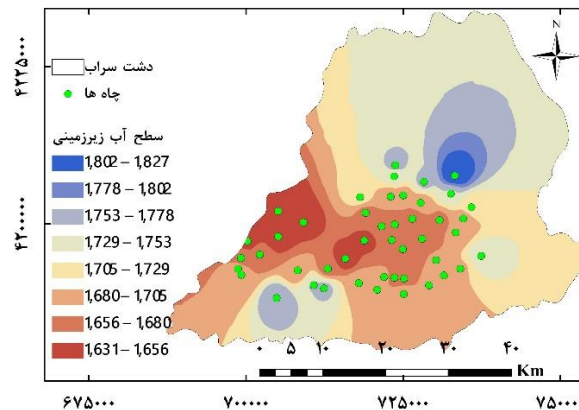 N
دشت سراب
چاه ها
سطح آب زیرزمینی
1,802 – 1,827
1,778 – 1,802
1,753 – 1,778
1,729 – 1,753
1,705 – 1,729
1,680 – 1,705
1,656 – 1,680
1,631 – 1,656
۰ ۵ ۱۰ ۲۰ ۳۰ ۴۰
Km
۴۲۲۵۰۰۰
۴۲۰۰۰۰
۶۷۵۰۰۰ ۷۰۰۰۰۰ ۷۲۵۰۰۰ ۷۵۰۰۰